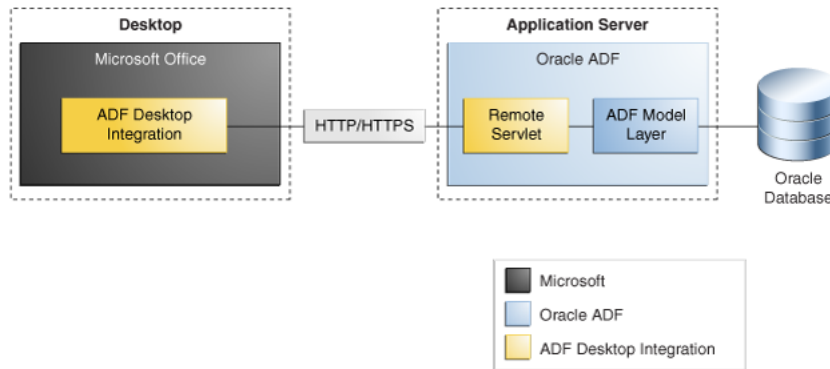 Desktop
Application Server
Microsoft Office
Oracle ADF
ADF Desktop
Integration
HTTP/HTTPS
Remote
Servlet
ADF Model
Layer
Oracle
Database
Microsoft
Oracle ADF
ADF Desktop Integration